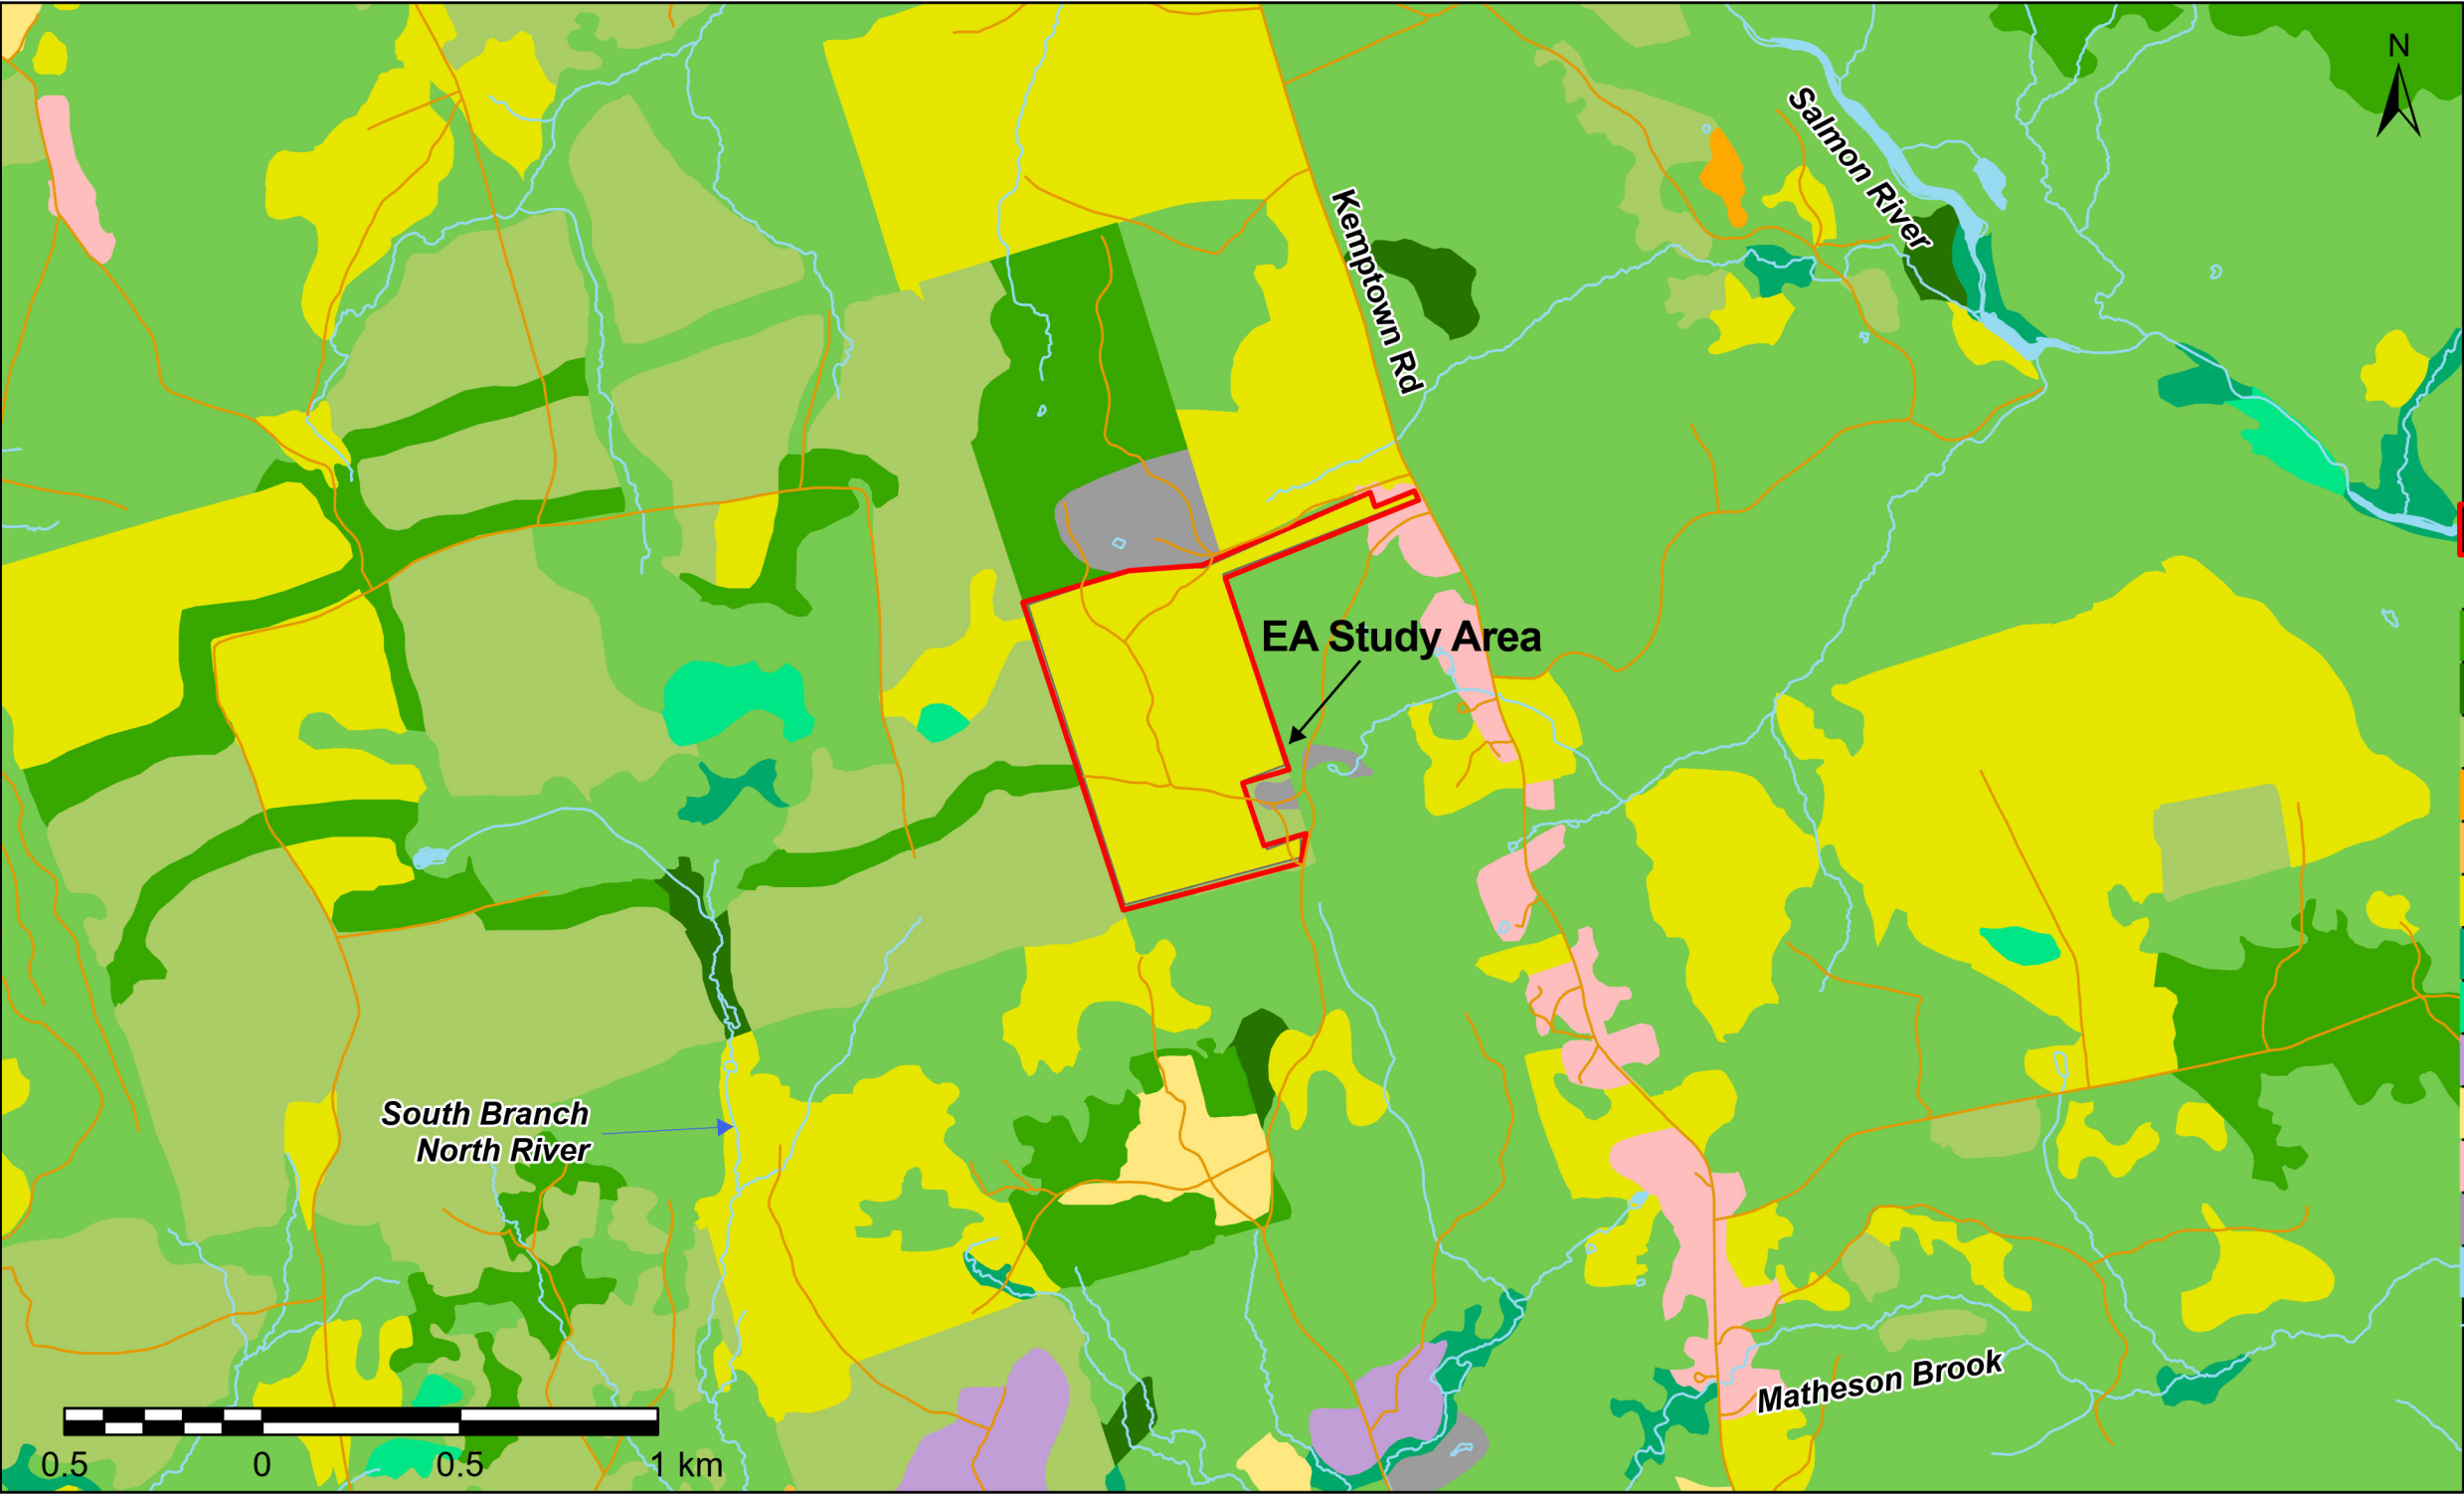 N
Salmon River
Kemptown Rd
EA Study Area
South Branch
North River
Matheson Brook
0.5 0 0.5 1 km